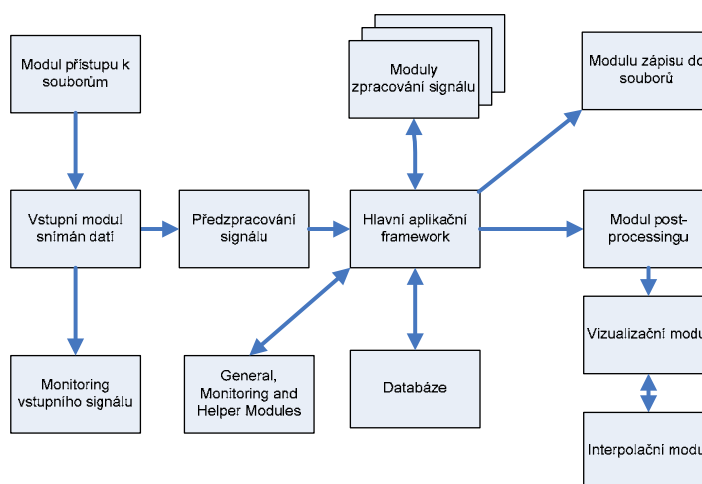 Modul přístupu k
souborům
Moduly
zpracování signálu
Modulu zápisu do
souborů
Vstupní modul
snímán datí
Předzpracování
signálu
Hlavní aplikační
framework
Modul post-
processingu
Vizualizační modu
Monitoring
vstupního signálu
General,
Monitoring and
Helper Modules
Databáze
Interpolační modu